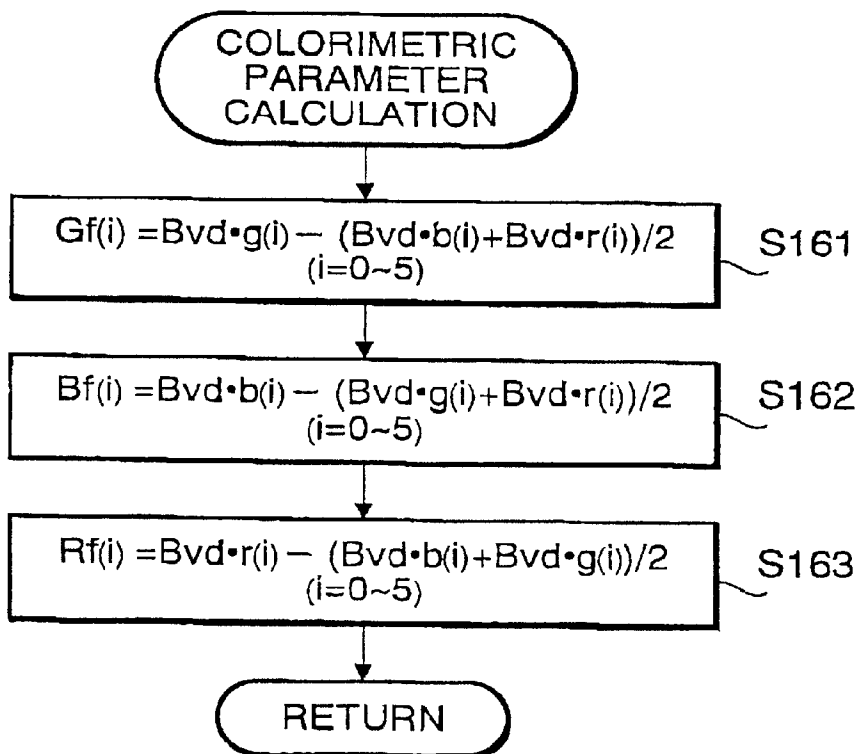 COLORIMETRIC
PARAMETER
CALCULATION
Gf(i) =Bvd•g(i)− (Bvd•b(i)+Bvd•r(i))/2
(i=0~5)
S161
Bf(i) =Bvd•b(i)− (Bvd•g(i)+Bvd•r(i))/2
(i=0~5)
S162
Rf(i) =Bvd•r(i)− (Bvd•b(i)+Bvd•g(i))/2
(i=0~5)
S163
RETURN